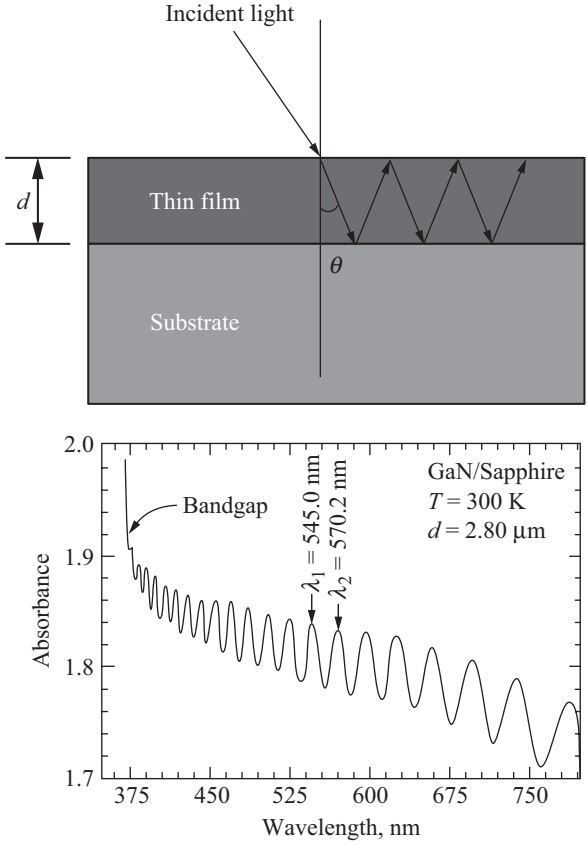 Incident light
d
Thin film
θ
Substrate
2.0
1.9
1.8
1.7
Absorbance
Bandgap
λ1 = 545.0 nm
λ2 = 570.2 nm
GaN/Sapphire
T = 300 K
d = 2.80 μm
375 450 525 600 675 750
Wavelength, nm